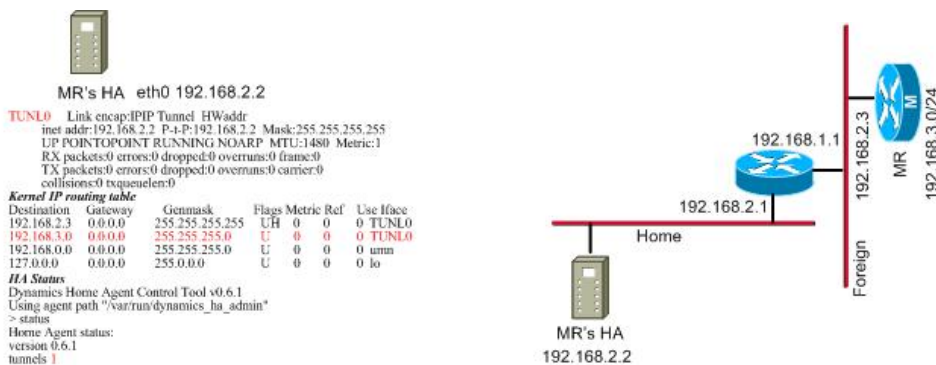 MR's HA eth0 192.168.2.2
TUNL0 Link encap:IPIP Tunnel HWaddr
inet addr:192.168.2.2 P-t-P:192.168.2.2 Mask:255.255.255.255
UP POINTOPOINT RUNNING NOARP MTU:1480 Metric:1
RX packets:0 errors:0 dropped:0 overruns:0 frame:0
TX packets:0 errors:0 dropped:0 overruns:0 carrier:0
collisions:0 txqueuelen:0
Kernel IP routing table
Destination Gateway Genmask Flags Metric Ref Use Iface
192.168.2.3 0.0.0.0 255.255.255.255 UH 0 0 0 TUNL0
192.168.3.0 0.0.0.0 255.255.255.0 U 0 0 0 TUNL0
192.168.0.0 0.0.0.0 255.255.255.0 U 0 0 0 umn
127.0.0.0 0.0.0.0 255.0.0.0 U 0 0 0 lo
HA Status
Dynamics Home Agent Control Tool v0.6.1
Using agent path "/var/run/dynamics_ha_admin"
> status
Home Agent status:
version 0.6.1
tunnels 1
192.168.1.1
192.168.2.3
M
MR
192.168.3.0/24
192.168.2.1
Home
Foreign
MR's HA
192.168.2.2